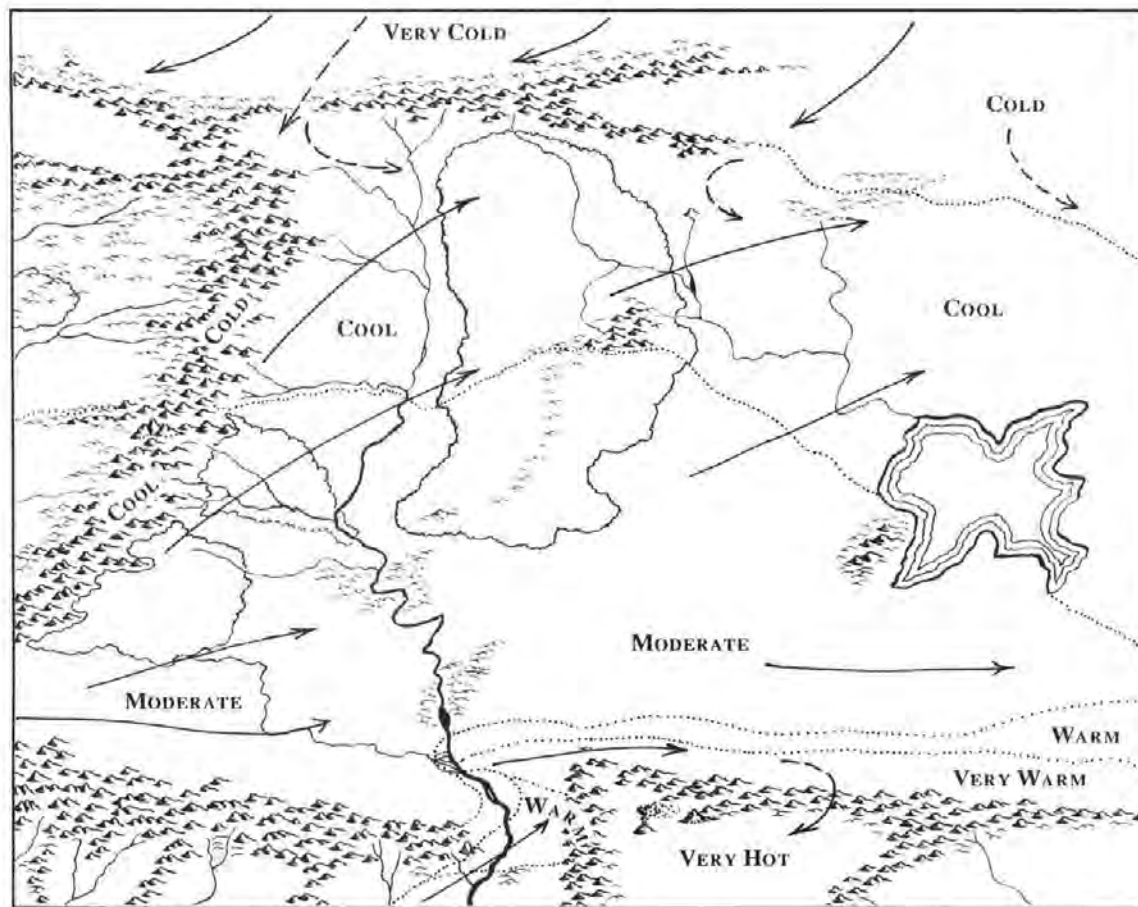 VERY COLD
COLD
COLD
COOL
COOL
COOL
MODERATE
MODERATE
WARM
VERY WARM
WARM
VERY HOT